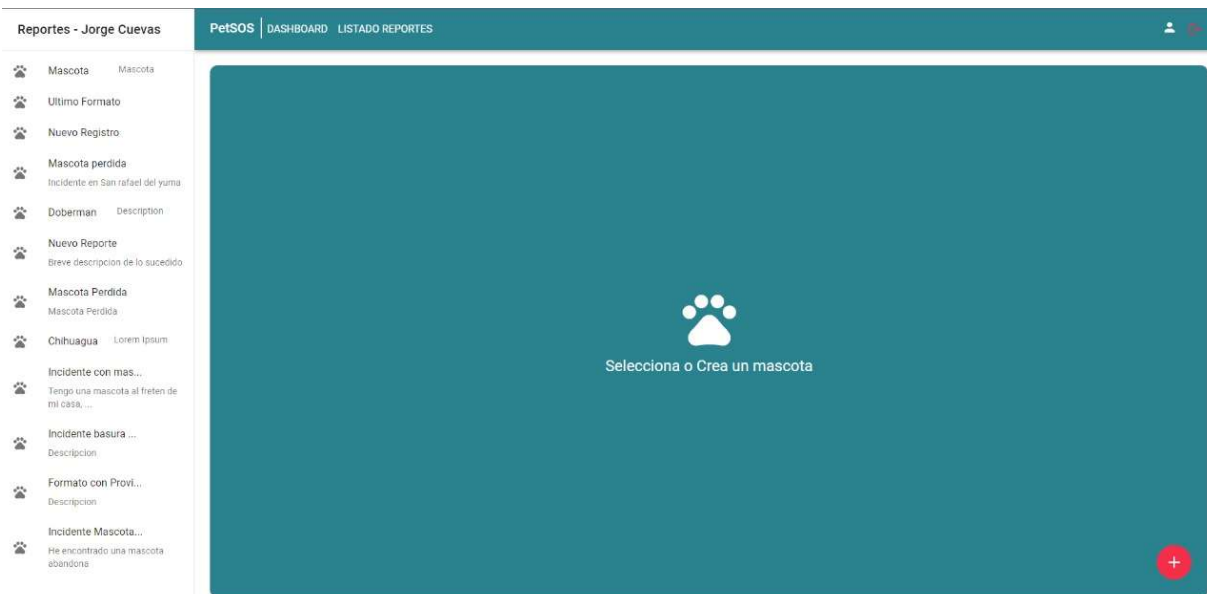 Reportes - Jorge Cuevas
PetSOS DASHBOARD LISTADO REPORTES
Mascota Mascota
Ultimo Formato
Nuevo Registro
Mascota perdida
Incidente en San rafael del yuma
Doberman Description
Nuevo Reporte
Breve descripcion de lo sucedido
Mascota Perdida
Mascota Perdida
Chihuagua Lorem Ipsum
Incidente con mas...
Tengo una mascota al freten de
mi casa, ...
Incidente basura ...
Descripcion
Formato con Provi...
Descripcion
Incidente Mascota...
He encontrado una mascota
abandona
Selecciona o Crea un mascota